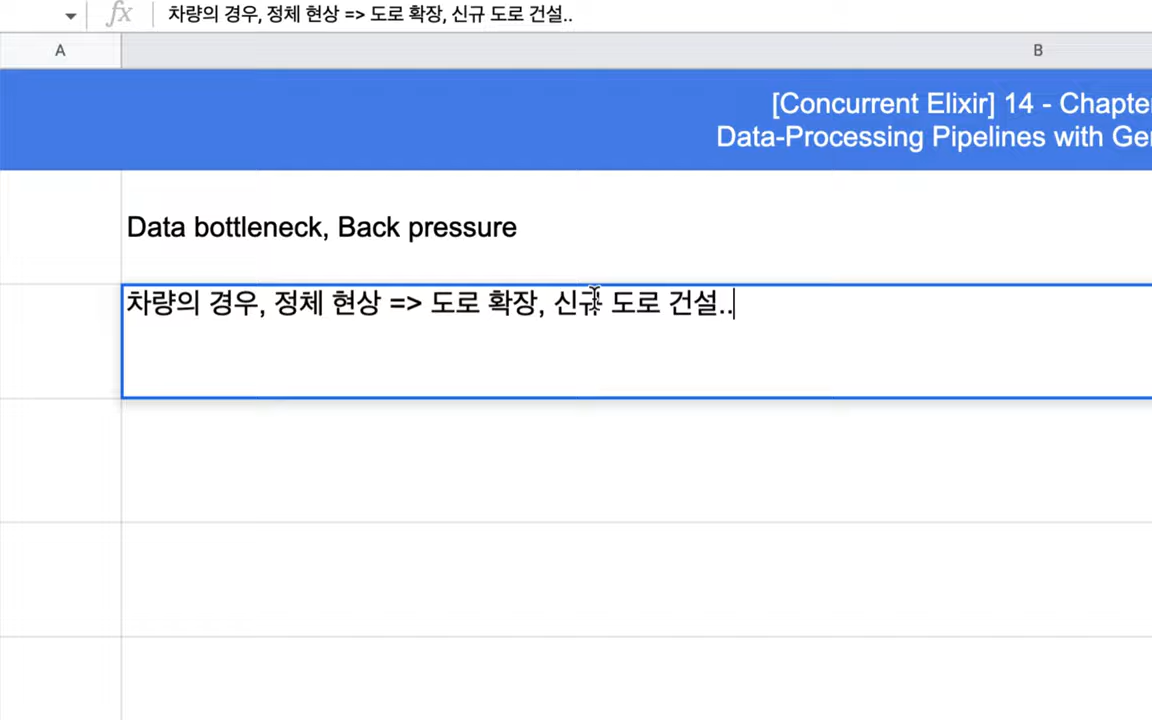 fx 차량의 경우, 정체 현상 => 도로 확장, 신규 도로 건설..
A B
[Concurrent Elixir] 14 - Chapte
Data-Processing Pipelines with Ge
Data bottleneck, Back pressure
차량의 경우, 정체 현상 => 도로 확장, 신규 도로 건설..